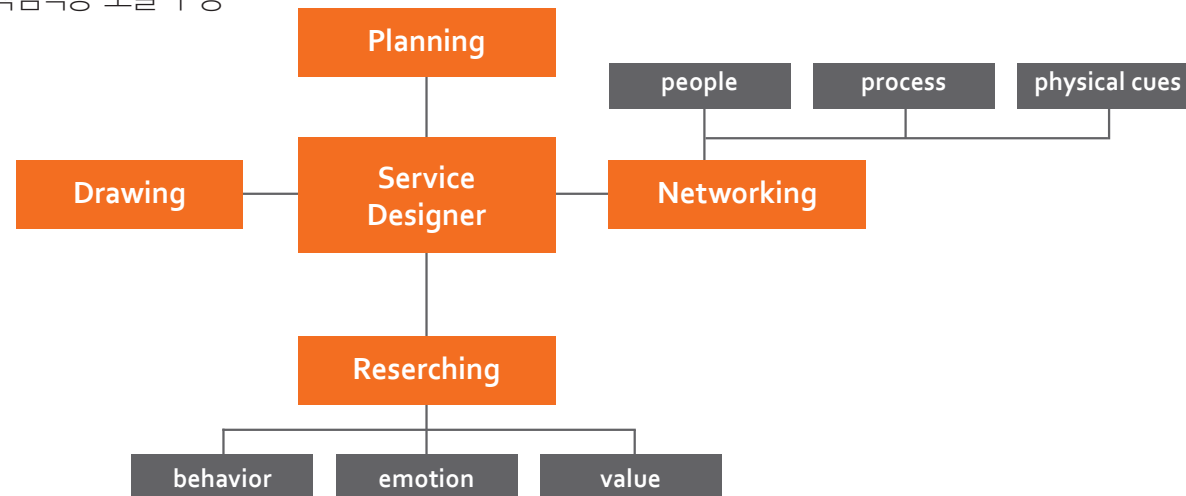 Planning
people
process
physical cues
Drawing
Service
Designer
Networking
Reserching
behavior
emotion
value